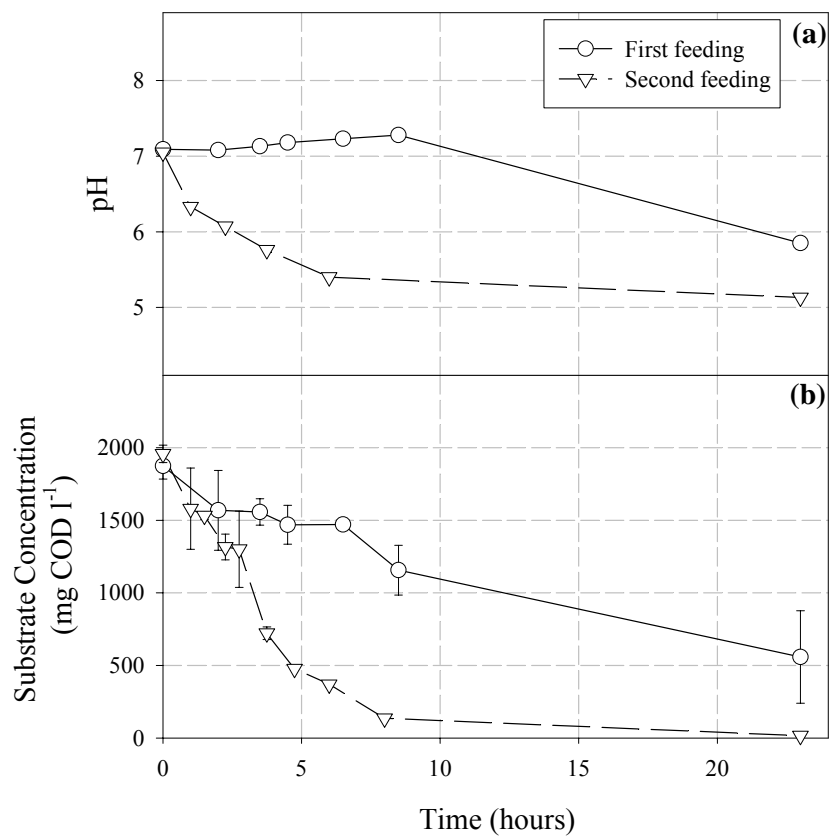 (a)
First feeding
Second feeding
8
7
6
5
pH
(b)
2000
1500
1000
500
0
Substrate Concentration
(mg COD l⁻¹)
0 5 10 15 20
Time (hours)